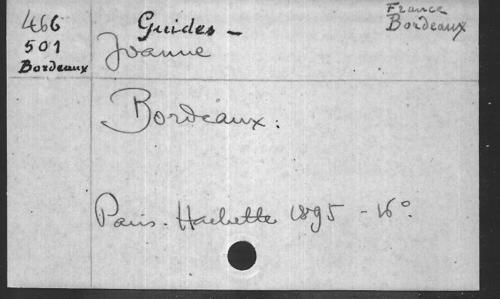 466
501
Bordeaux
Guides -
Joanne
France
Bordeaux
Bordeaux:
Paris. Hachette 1895 - 16°